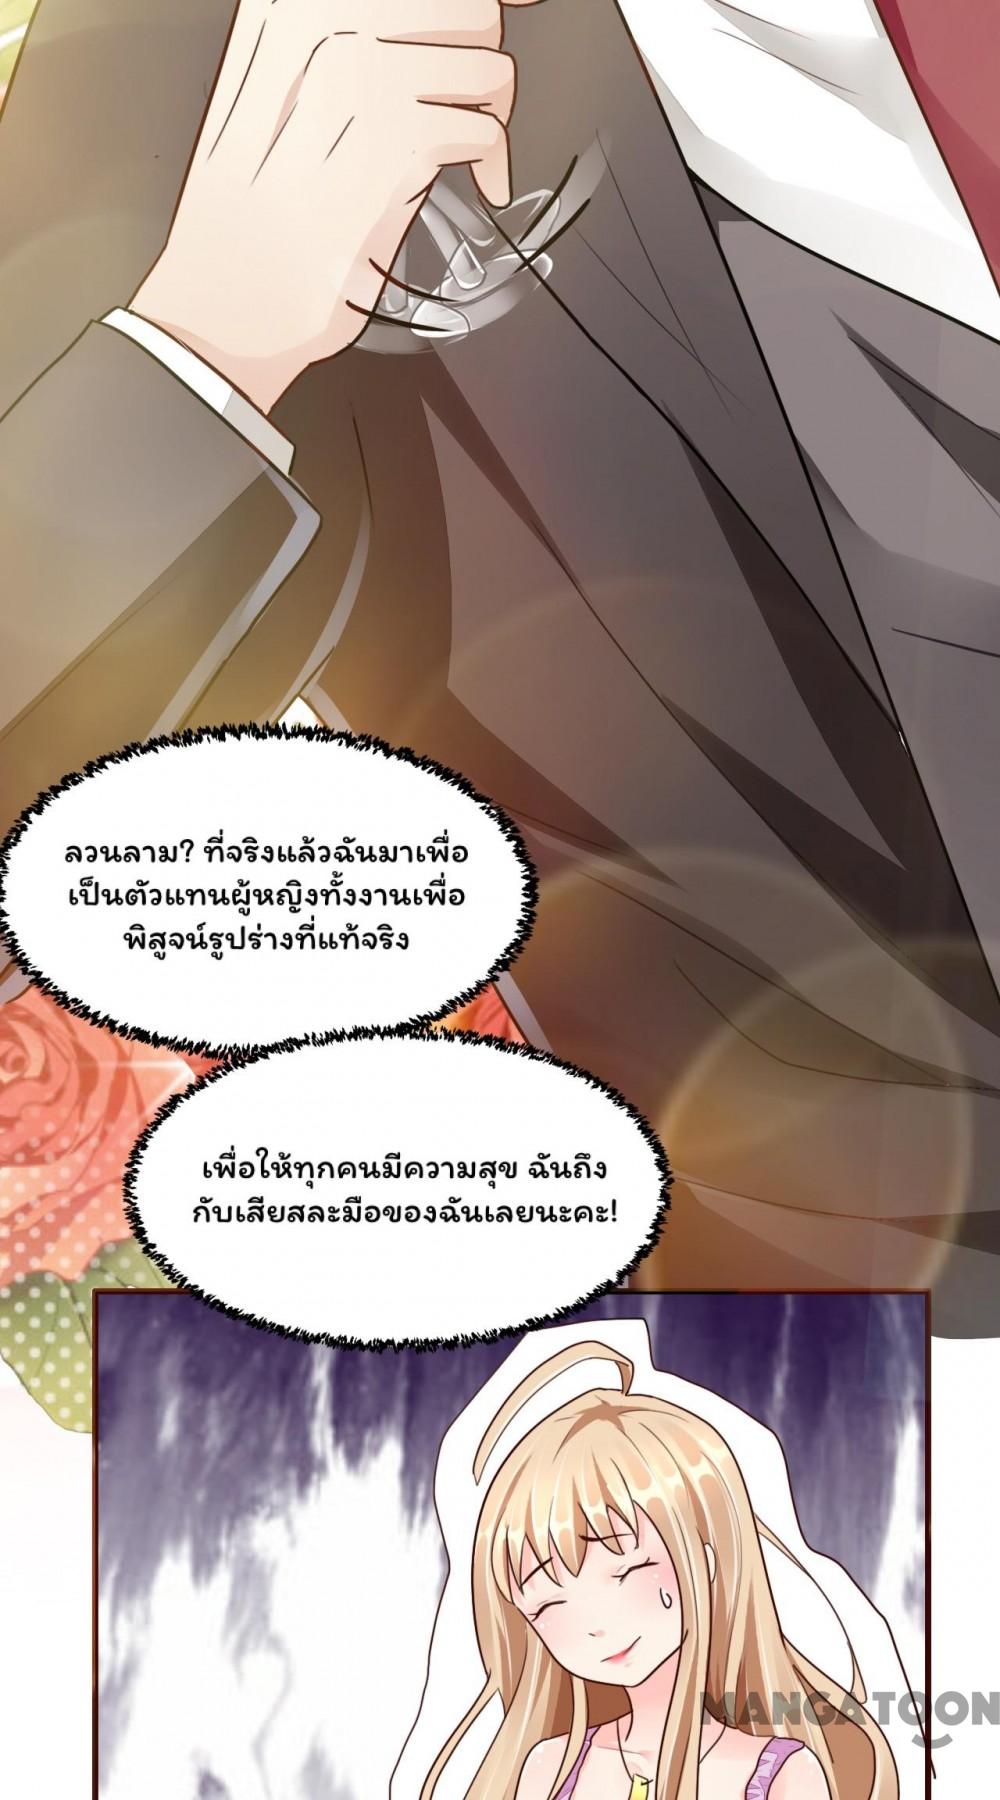 ลวนลาม? ที่จริงแล้วฉันมาเพื่อ
เป็นตัวแทนผู้หญิงทั้งงานเพื่อ
พิสูจน์รูปร่างที่แท้จริง
เพื่อให้ทุกคนมีความสุข ฉันถึง
กับเสียสละมือของฉันเลยนะคะ!
MANGATOON